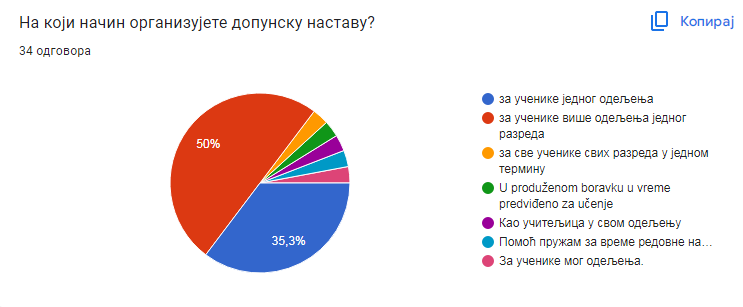 На који начин организујете допунску наставу?
Копирај
34 одговора
за ученике једног одељења
за ученике више одељења једног
разреда
за све ученике свих разреда у једном
термину
U produženom boravku u vreme
predviđeno za učenje
Као учитељица у свом одељењу
Помоћ пружам за време редовне на…
За ученике мог одељења.
50%
35,3%